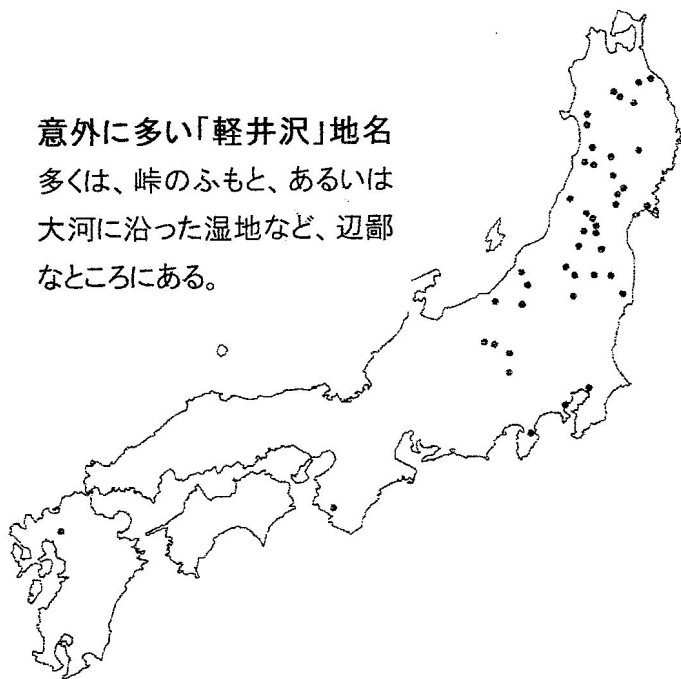 意外に多い「軽井沢」地名
多くは、峠のふもと、あるいは
大河に沿った湿地など、辺鄙
なところにある。